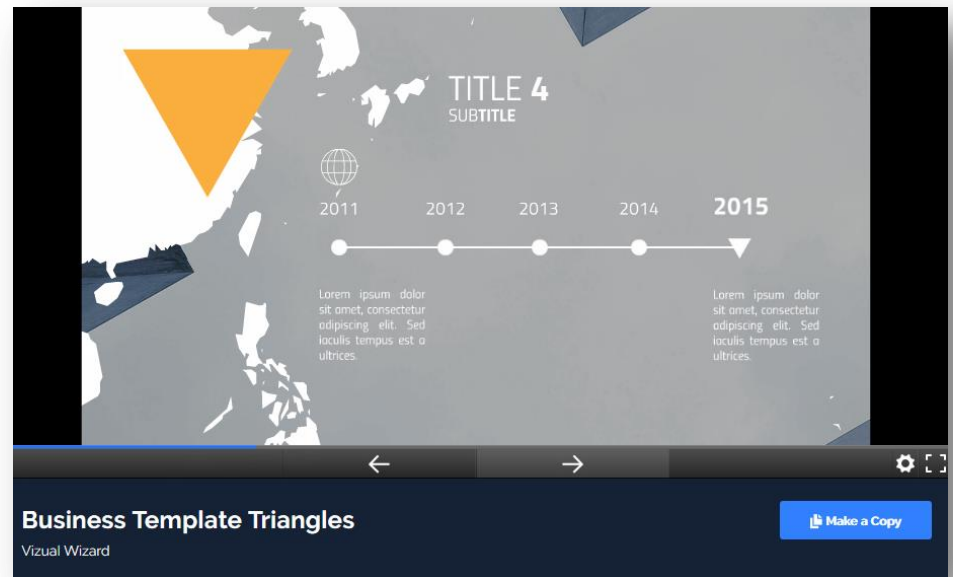 TITLE 4
SUBTITLE
2011 2012 2013 2014 2015
Lorem ipsum dolor
sit amet, consectetur
adipiscing elit. Sed
iaculis tempus est a
ultrices.
Lorem ipsum dolor
sit amet, consectetur
adipiscing elit. Sed
iaculis tempus est a
ultrices.
Business Template Triangles
Make a Copy
Vizual Wizard